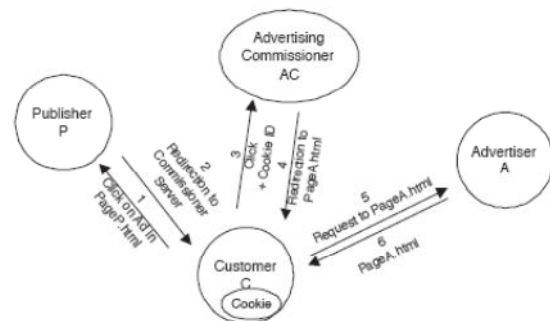 Advertising
Commissioner
AC
Publisher
P
Advertiser
A
1
Click on Ad in
PageP.html
2
Redirection to
Commissioner
Server
3
Click
+ Cookie ID
4
Redirection to
PageA.html
5
Request to PageA.html
6
PageA.html
Customer
C
Cookie